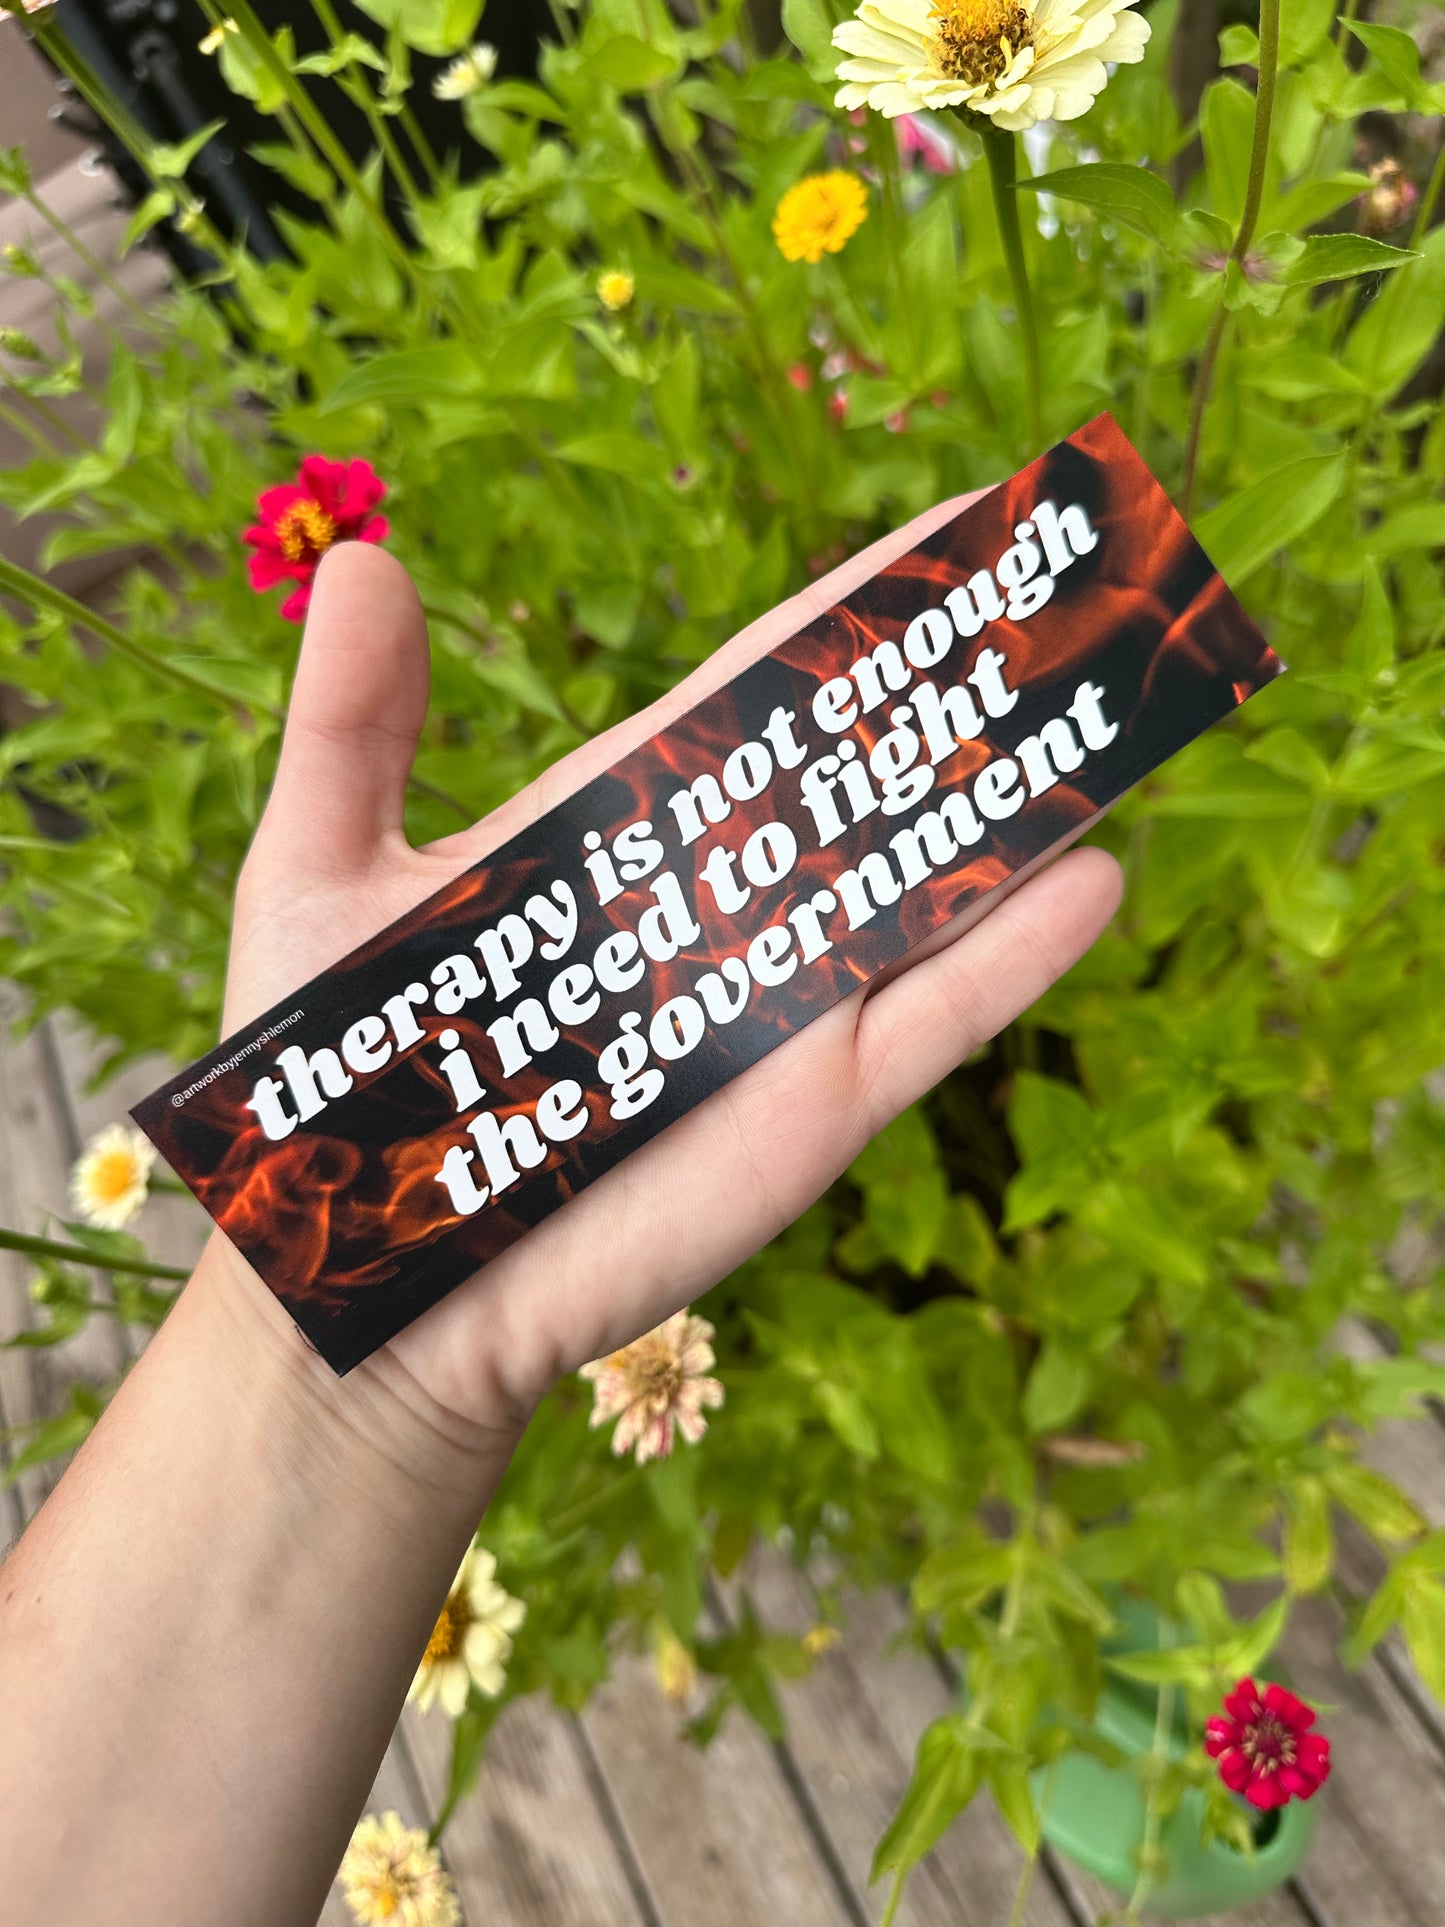 therapy is not enough
i need to fight
the government
@artworkbyjennyshlemon